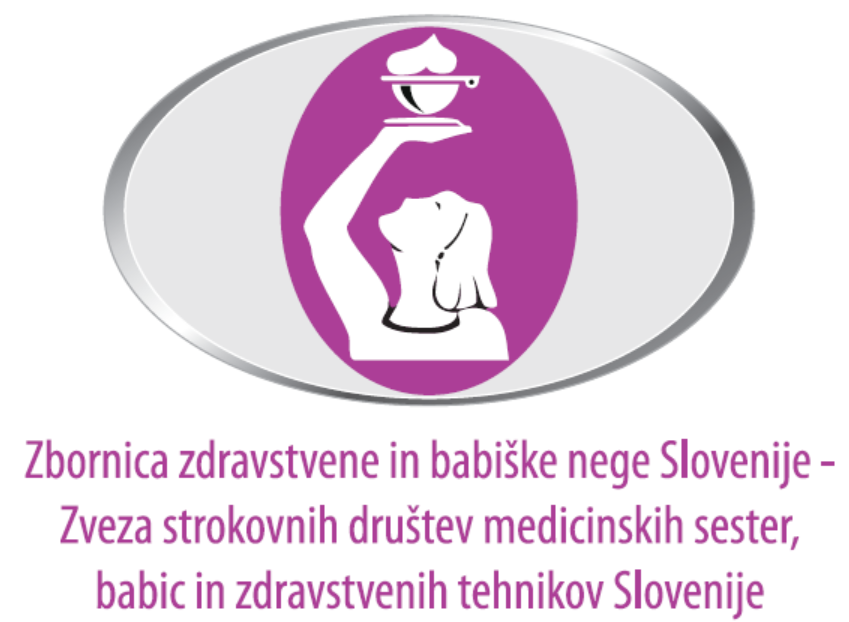 Zbornica zdravstvene in babiške nege Slovenije -
Zveza strokovnih društev medicinskih sester,
babic in zdravstvenih tehnikov Slovenije